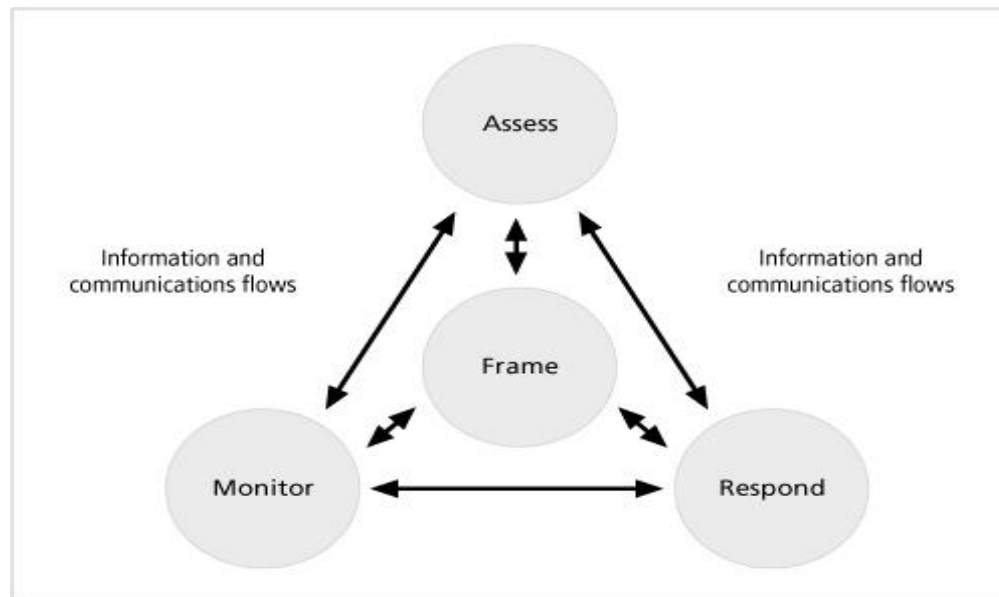 Assess
Information and
communications flows
Information and
communications flows
Frame
Monitor
Respond